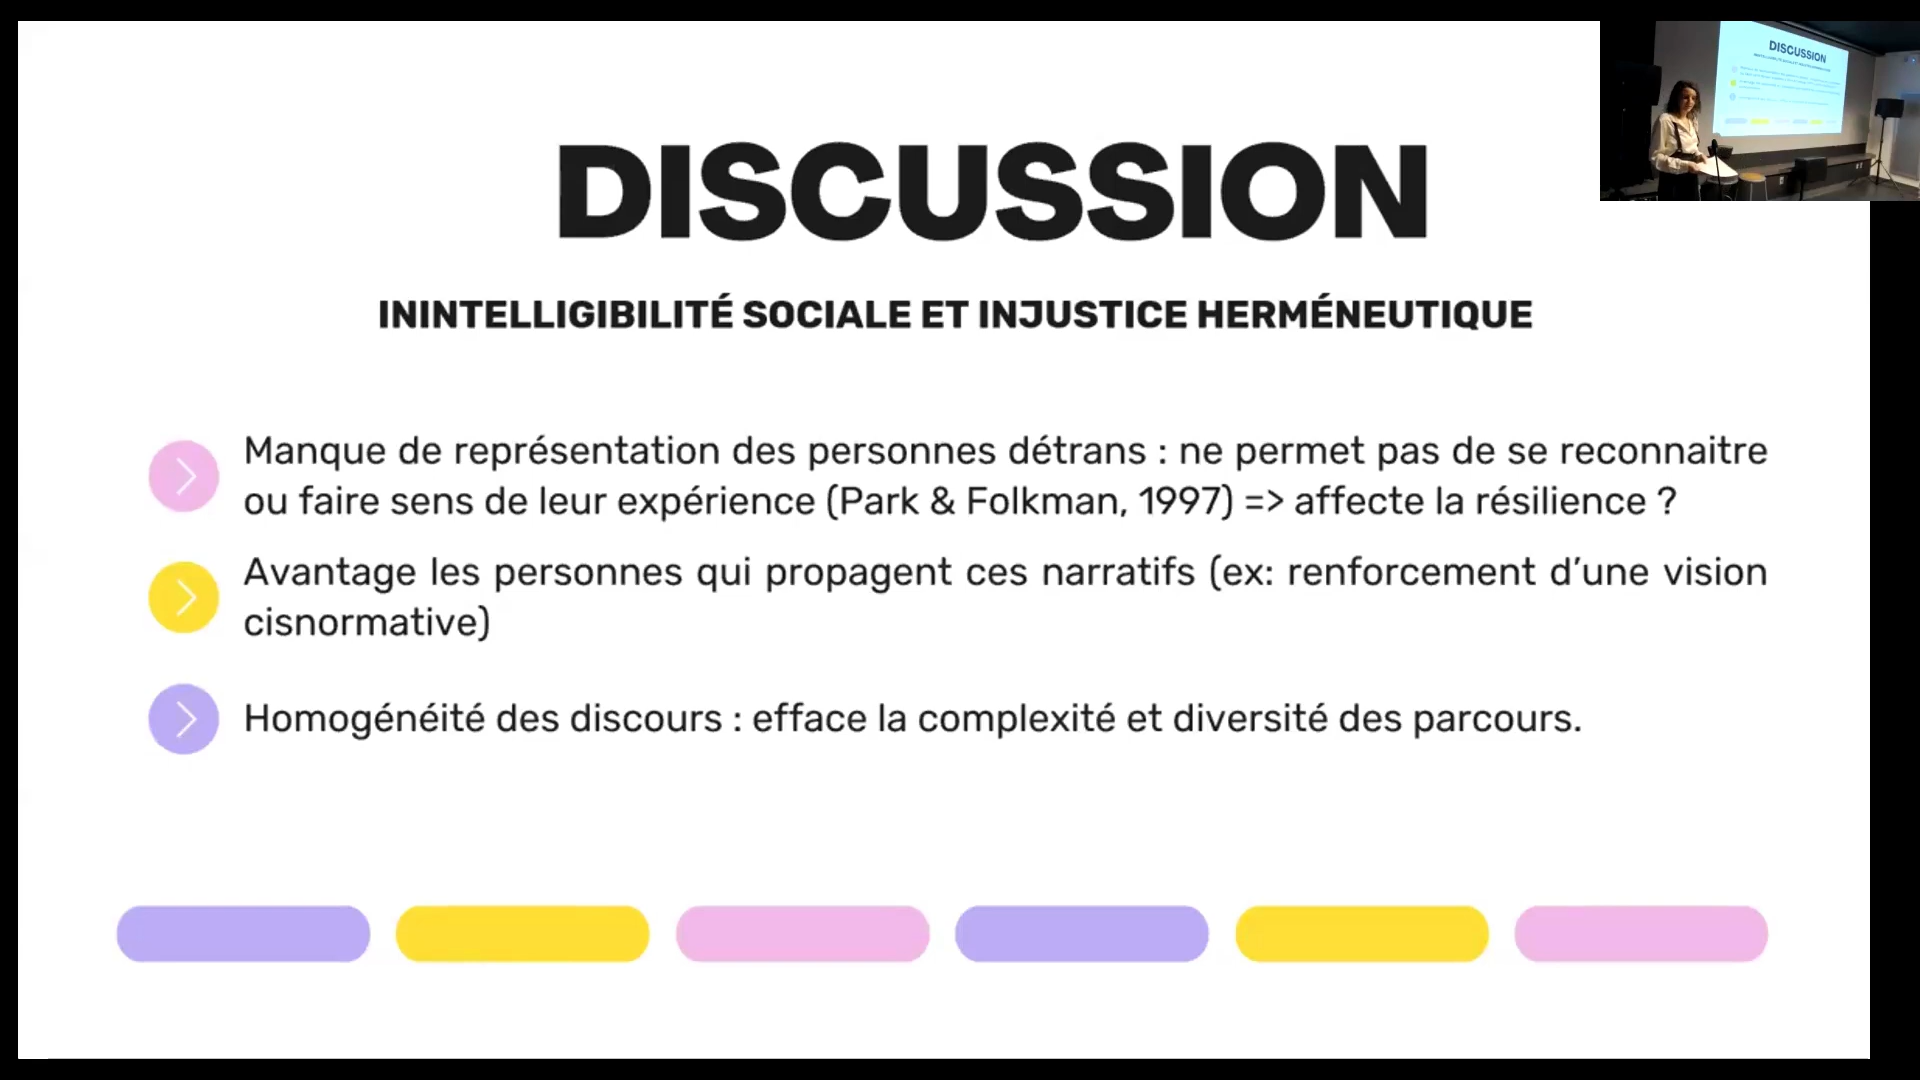 DISCUSSION
ININTELLIGIBILITÉ SOCIALE ET INJUSTICE HERMÉNEUTIQUE
Manque de représentation des personnes détrans : ne permet pas de se reconnaitre
ou faire sens de leur expérience (Park & Folkman, 1997) => affecte la résilience ?
Avantage les personnes qui propagent ces narratifs (ex: renforcement d’une vision
cisnormative)
Homogénéité des discours : efface la complexité et diversité des parcours.
DISCUSSION